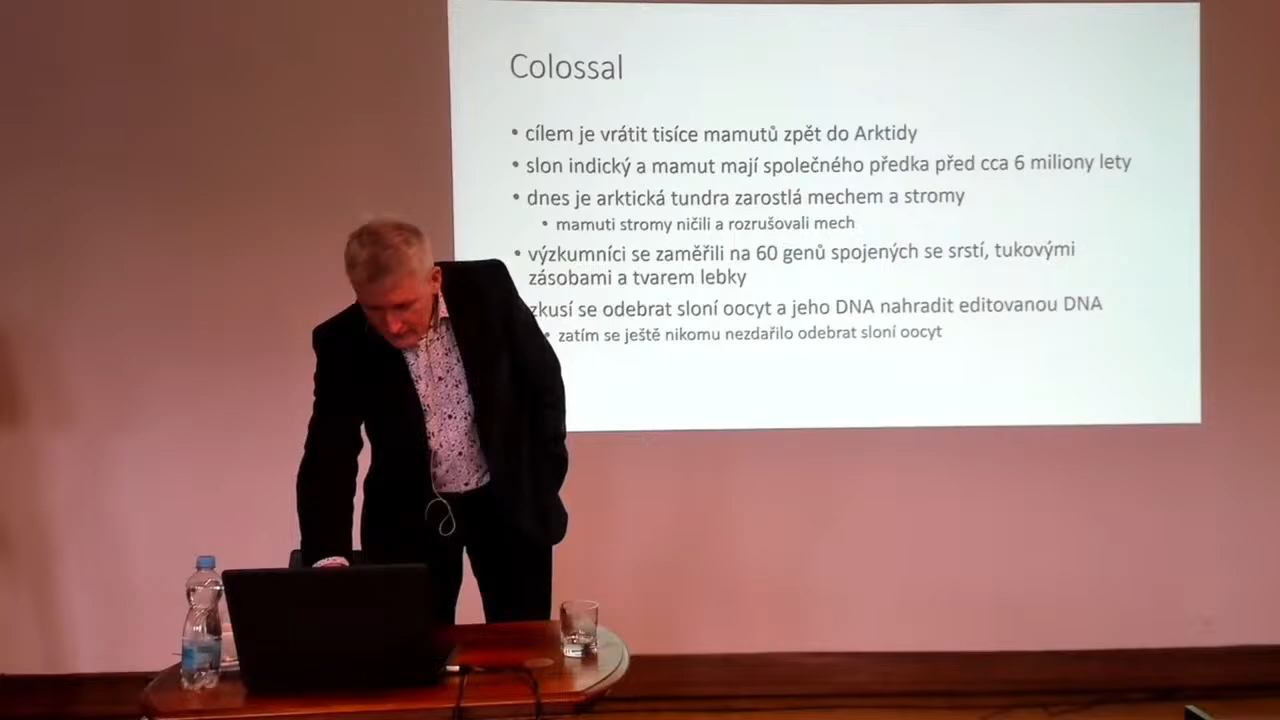 Colossal
• cílem je vrátit tisíce mamutů zpět do Arktidy
• slon indický a mamut mají společného předka před cca 6 miliony lety
• dnes je arktická tundra zarostlá mechem a stromy
• mamuti stromy ničili a rozrušovali mech
• výzkumníci se zaměřili na 60 genů spojených se srstí, tukovými
zásobami a tvarem lebky
zkusí se odebrat sloní oocyt a jeho DNA nahradit editovanou DNA
• zatím se ještě nikomu nezdařilo odebrat sloní oocyt